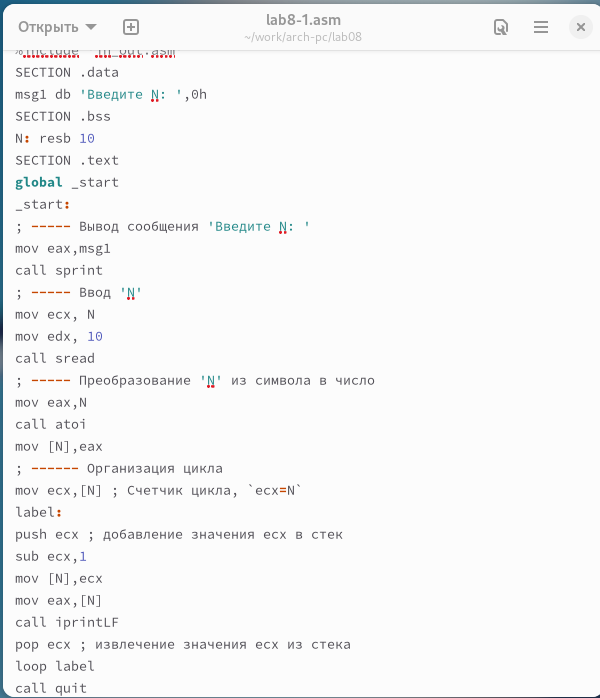 Открыть
lab8-1.asm
~/work/arch-pc/lab08
%include 'in_out.asm'
SECTION .data
msg1 db 'Введите N: ',0h
SECTION .bss
N: resb 10
SECTION .text
global _start
_start:
; ----- Вывод сообщения 'Введите N: '
mov eax,msg1
call sprint
; ----- Ввод 'N'
mov ecx, N
mov edx, 10
call sread
; ----- Преобразование 'N' из символа в число
mov eax,N
call atoi
mov [N],eax
; ------ Организация цикла
mov ecx,[N] ; Счетчик цикла, `ecx=N`
label:
push ecx ; добавление значения ecx в стек
sub ecx,1
mov [N],ecx
mov eax,[N]
call iprintLF
pop ecx ; извлечение значения ecx из стека
loop label
call quit